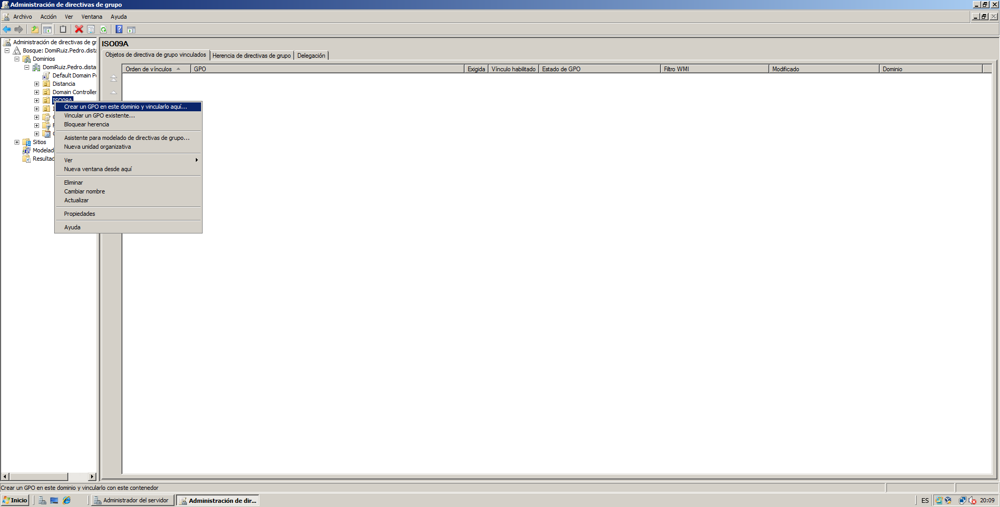 Administración de directivas de grupo
Archivo Acción Ver Ventana Ayuda
Administración de directivas de gr
Bosque: DomiRuiz.Pedro.dista
Dominios
DomiRuiz.Pedro.dista
Default Domain Po
Distancia
Domain Controller
ISO09A
Sitios
Modelad
Resultad
ISO09A
Objetos de directiva de grupo vinculados Herencia de directivas de grupo Delegación
Orden de vínculos GPO Exigida Vínculo habilitado Estado de GPO Filtro WMI Modificado Dominio
Crear un GPO en este dominio y vincularlo aquí...
Vincular un GPO existente...
Bloquear herencia
Asistente para modelado de directivas de grupo...
Nueva unidad organizativa
Ver
Nueva ventana desde aquí
Eliminar
Cambiar nombre
Actualizar
Propiedades
Ayuda
Crear un GPO en este dominio y vincularlo con este contenedor
Inicio Administrador del servidor Administración de dir... ES 20:09